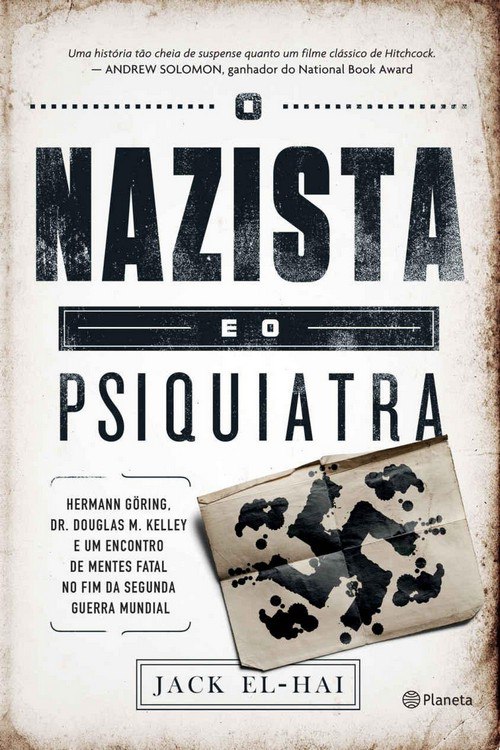 Uma história tão cheia de suspense quanto um filme clássico de Hitchcock.
— ANDREW SOLOMON, ganhador do National Book Award
O
NAZISTA
E O
PSIQUIATRA
HERMANN GÖRING,
DR. DOUGLAS M. KELLEY
E UM ENCONTRO
DE MENTES FATAL
NO FIM DA SEGUNDA
GUERRA MUNDIAL
JACK EL-HAI
Planeta